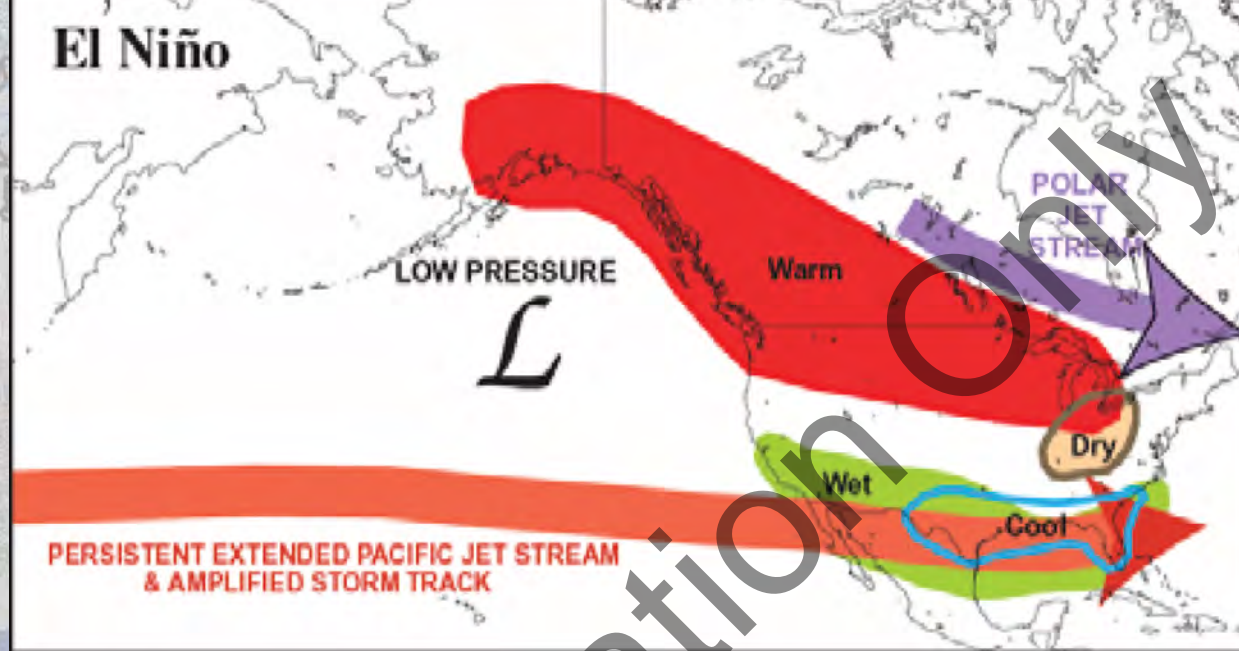 El Niño
POLAR
JET
STREAM
LOW PRESSURE
L
Warm
Dry
Wet
Cool
PERSISTENT EXTENDED PACIFIC JET STREAM
& AMPLIFIED STORM TRACK
Only